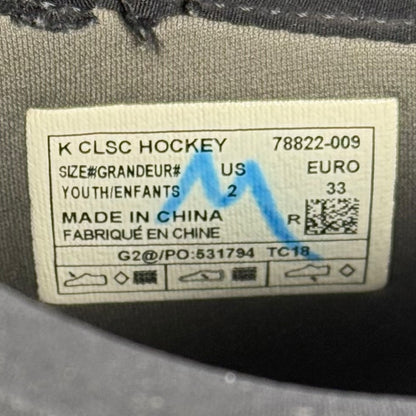 K CLSC HOCKEY 78822-009
SIZE#/GRANDEUR# US EURO
YOUTH/ENFANTS 2 33
MADE IN CHINA
FABRIQUÉ EN CHINE R
G2@/PO:531794 TC18